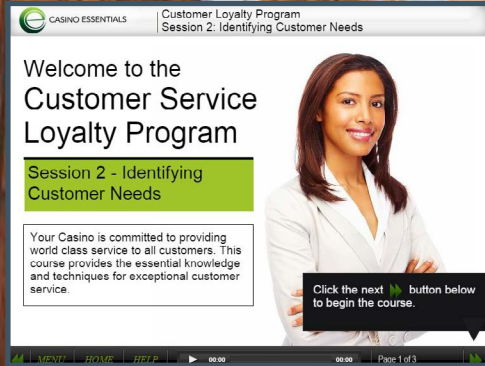 CASINO ESSENTIALS
Customer Loyalty Program
Session 2: Identifying Customer Needs
Welcome to the
Customer Service
Loyalty Program
Session 2 - Identifying
Customer Needs
Your Casino is committed to providing
world class service to all customers. This
course provides the essential knowledge
and techniques for exceptional customer
service.
Click the next button below
to begin the course.
MENU HOME HELP 00:00 00:00 Page 1 of 3